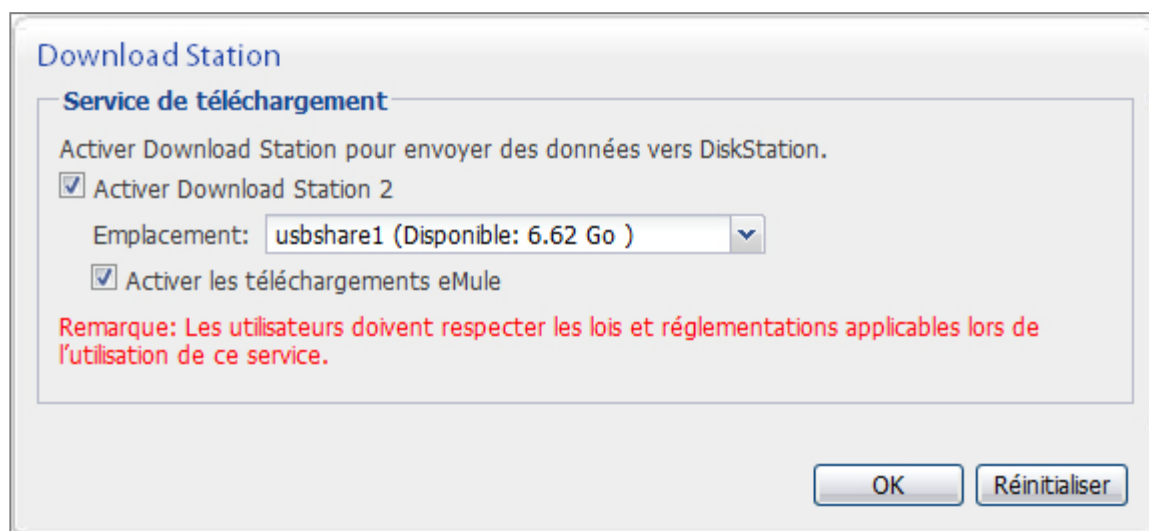 Download Station
Service de téléchargement
Activer Download Station pour envoyer des données vers DiskStation.
Activer Download Station 2
Emplacement: usbshare1 (Disponible: 6.62 Go )
Activer les téléchargements eMule
Remarque: Les utilisateurs doivent respecter les lois et réglementations applicables lors de
l'utilisation de ce service.
OK Réinitialiser